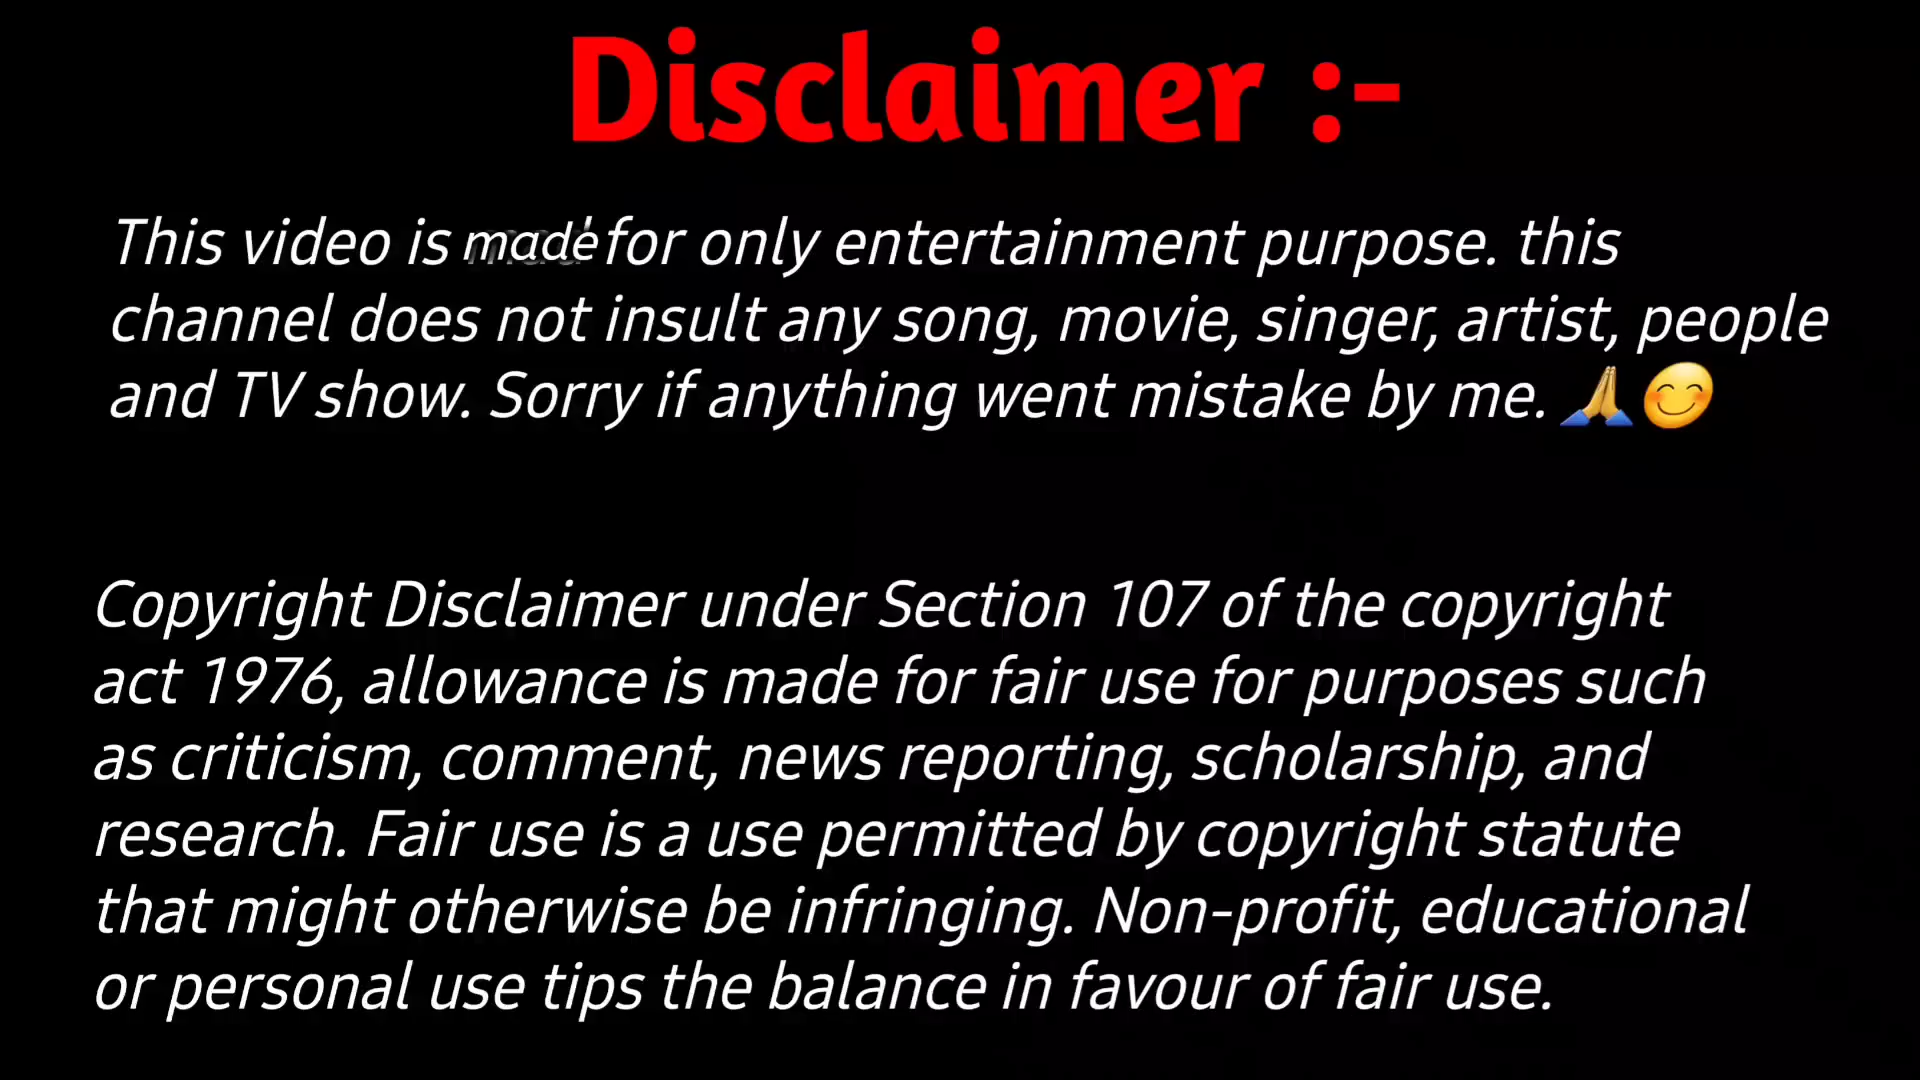 Disclaimer :-
This video is made for only entertainment purpose. this
channel does not insult any song, movie, singer, artist, people
and TV show. Sorry if anything went mistake by me. 🙏😊
Copyright Disclaimer under Section 107 of the copyright
act 1976, allowance is made for fair use for purposes such
as criticism, comment, news reporting, scholarship, and
research. Fair use is a use permitted by copyright statute
that might otherwise be infringing. Non-profit, educational
or personal use tips the balance in favour of fair use.